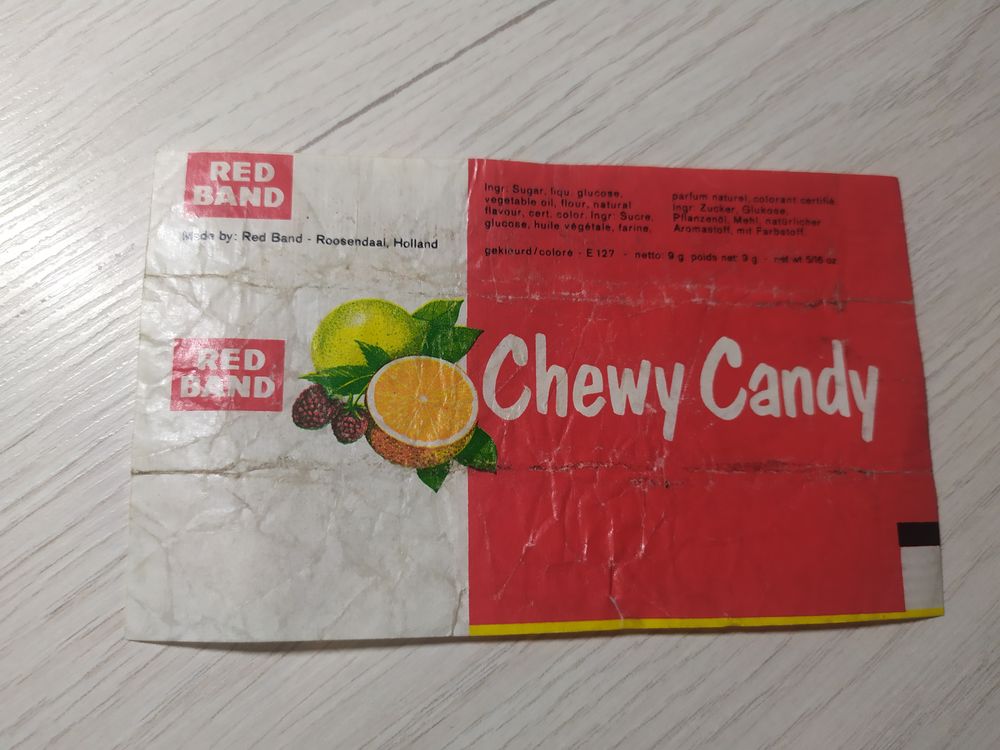 RED
BAND
Made by: Red Band - Roosendaal, Holland
Ingr: Sugar, liqu. glucose,
vegetable oil, flour, natural
flavour, cert. color. Ingr: Sucre,
glucose, huile végétale, farine,
parfum naturel, colorant certifiá.
Ingr: Zucker, Glukose,
Pflanzenöl, Mehl, natürlicher
Aromastoff, mit Farbstoff.
gekleurd/coloré - E 127 - netto: 9 g poids net: 9 g - net wt 5/16 oz
RED
BAND
Chewy Candy